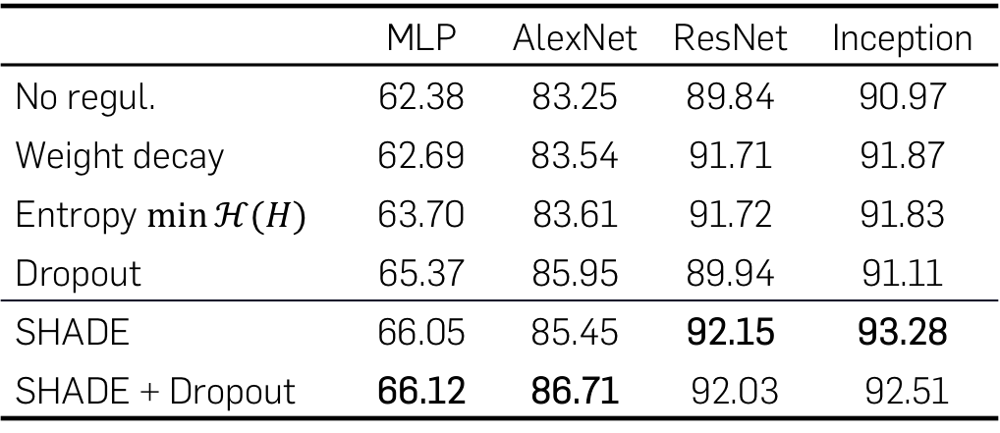 MLP AlexNet ResNet Inception
No regul. 62.38 83.25 89.84 90.97
Weight decay 62.69 83.54 91.71 91.87
Entropy min ℋ(H) 63.70 83.61 91.72 91.83
Dropout 65.37 85.95 89.94 91.11
SHADE 66.05 85.45 92.15 93.28
SHADE + Dropout 66.12 86.71 92.03 92.51